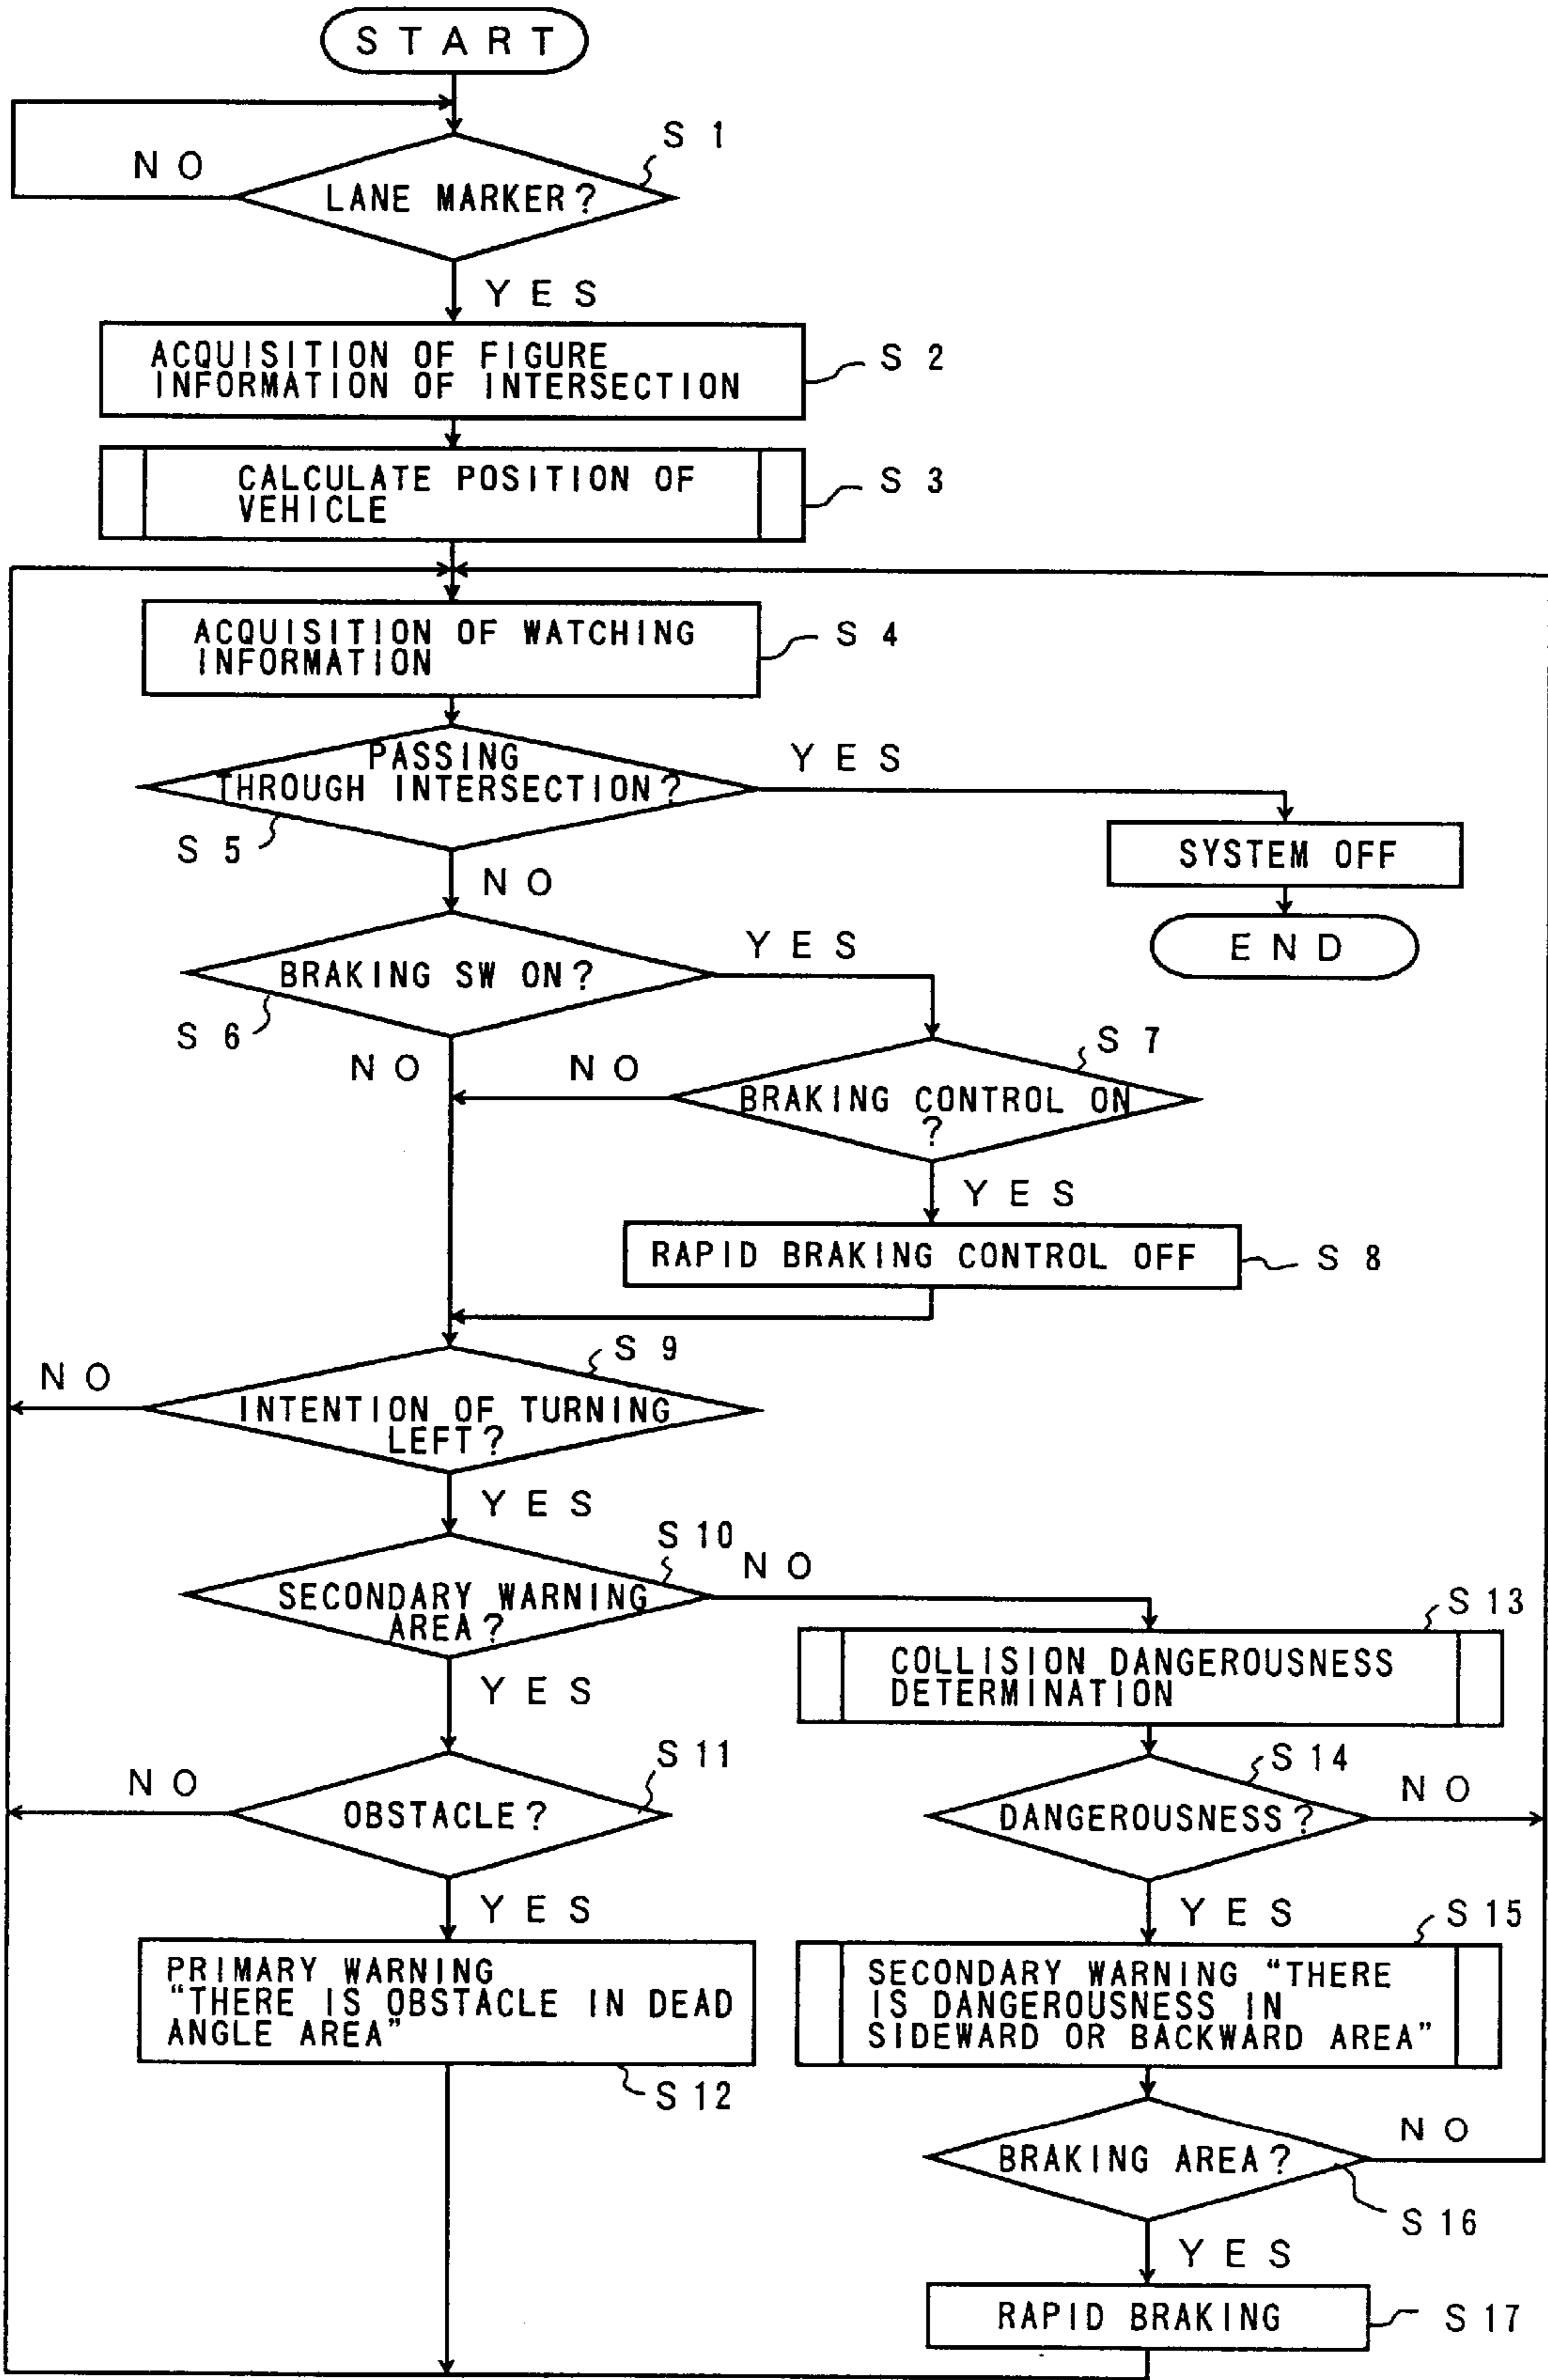 START
S 1
NO
LANE MARKER?
YES
ACQUISITION OF FIGURE
INFORMATION OF INTERSECTION
S 2
CALCULATE POSITION OF
VEHICLE
S 3
ACQUISITION OF WATCHING
INFORMATION
S 4
PASSING
THROUGH INTERSECTION?
YES
S 5
SYSTEM OFF
NO
END
BRAKING SW ON?
YES
S 6
S 7
NO
NO
BRAKING CONTROL ON
?
YES
RAPID BRAKING CONTROL OFF
S 8
S 9
NO
INTENTION OF TURNING
LEFT?
YES
S 10
NO
SECONDARY WARNING
AREA?
S 13
COLLISION DANGEROUSNESS
DETERMINATION
YES
S 11
S 14
NO
NO
OBSTACLE?
DANGEROUSNESS?
YES
YES
S 15
PRIMARY WARNING
“THERE IS OBSTACLE IN DEAD
ANGLE AREA”
S 12
SECONDARY WARNING “THERE
IS DANGEROUSNESS IN
SIDEWARD OR BACKWARD AREA”
NO
BRAKING AREA?
S 16
YES
RAPID BRAKING
S 17